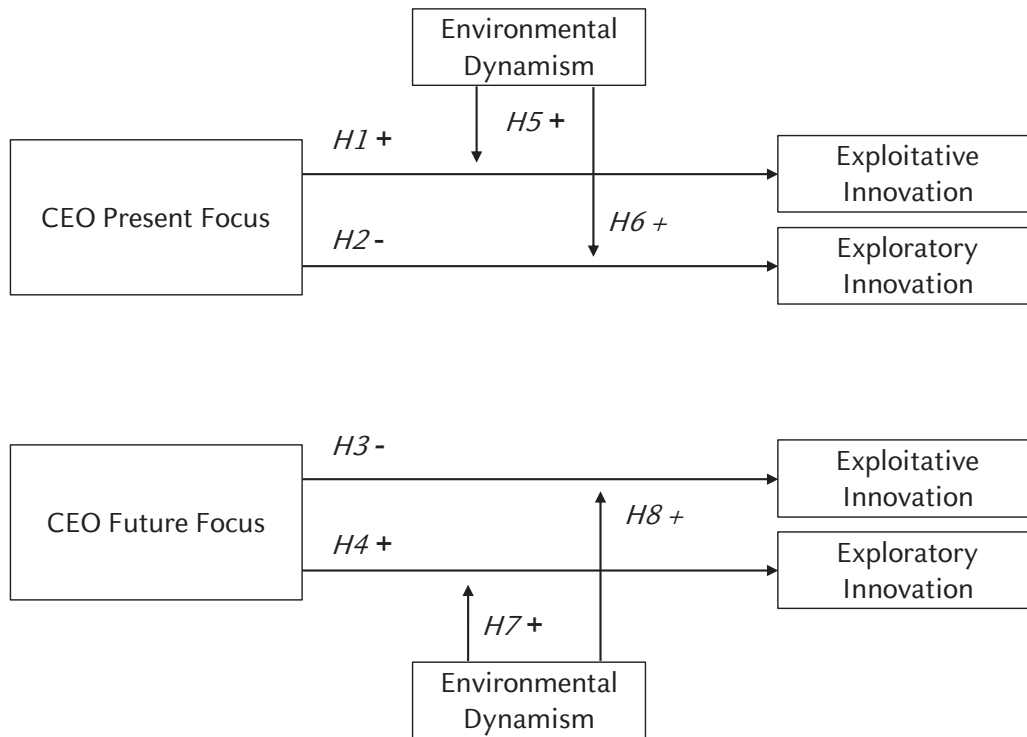 Environmental
Dynamism
H1 +
H5 +
Exploitative
Innovation
CEO Present Focus
H2 -
H6 +
Exploratory
Innovation
H3 -
Exploitative
Innovation
CEO Future Focus
H8 +
H4 +
Exploratory
Innovation
H7 +
Environmental
Dynamism